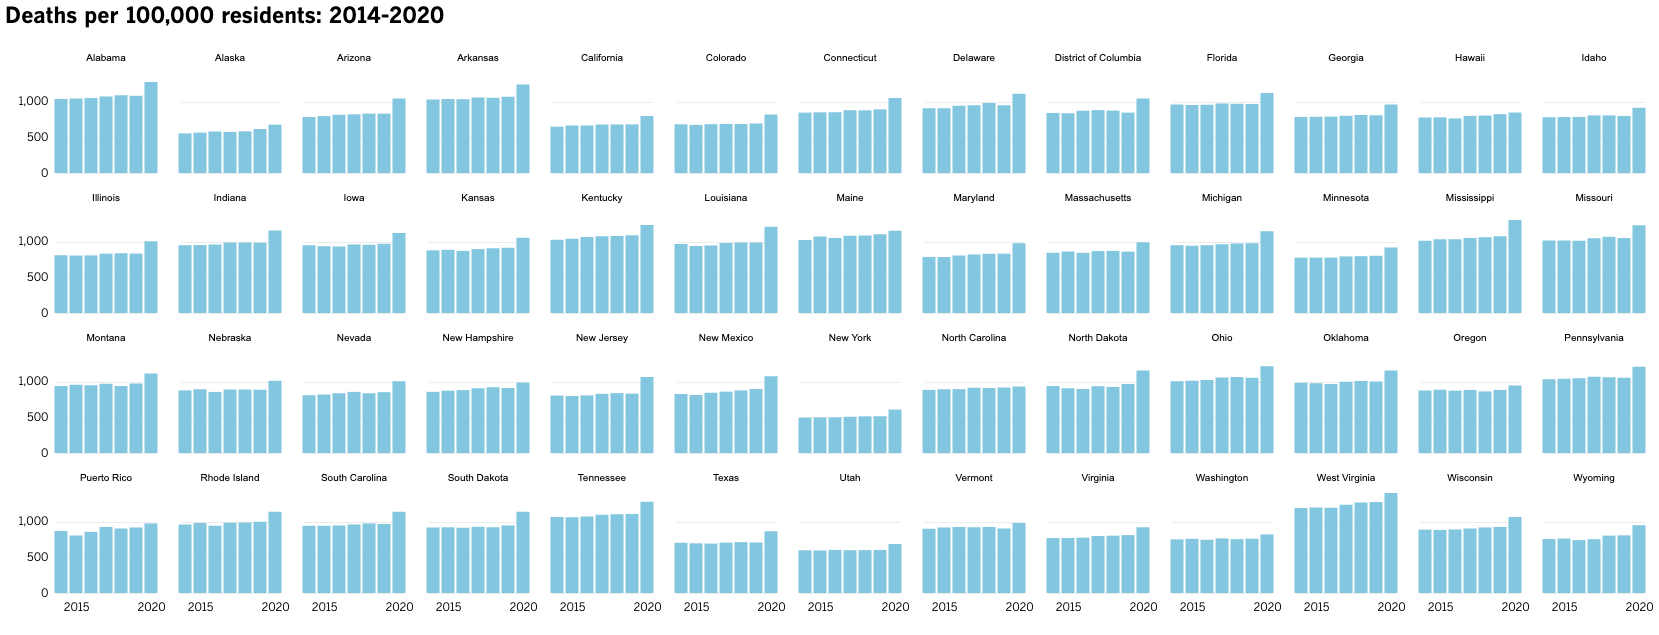 Deaths per 100,000 residents: 2014-2020
Alabama Alaska Arizona Arkansas California Colorado Connecticut Delaware District of Columbia Florida Georgia Hawaii Idaho
1,000
500
0
Illinois Indiana Iowa Kansas Kentucky Louisiana Maine Maryland Massachusetts Michigan Minnesota Mississippi Missouri
1,000
500
0
Montana Nebraska Nevada New Hampshire New Jersey New Mexico New York North Carolina North Dakota Ohio Oklahoma Oregon Pennsylvania
1,000
500
0
Puerto Rico Rhode Island South Carolina South Dakota Tennessee Texas Utah Vermont Virginia Washington West Virginia Wisconsin Wyoming
1,000
500
0
2015 2020 2015 2020 2015 2020 2015 2020 2015 2020 2015 2020 2015 2020 2015 2020 2015 2020 2015 2020 2015 2020 2015 2020 2015 2020